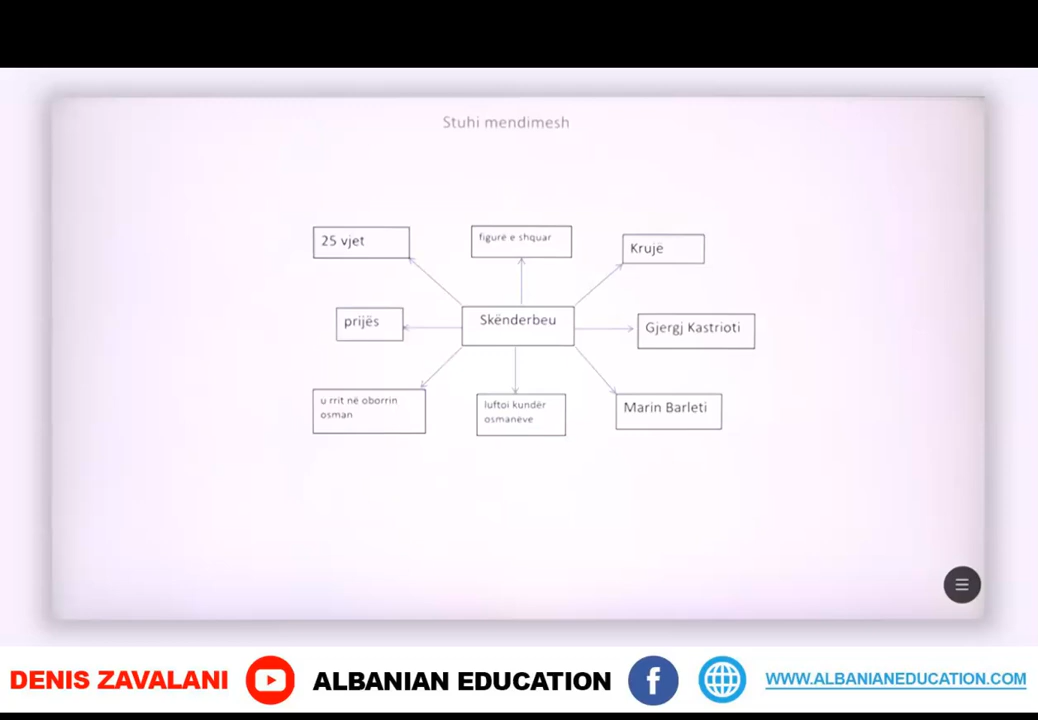 Stuhi mendimesh
25 vjet
figurë e shquar
Krujë
prijës
Skënderbeu
Gjergj Kastrioti
u rrit në oborrin
osman
luftoi kundër
osmanëve
Marin Barleti
DENIS ZAVALANI
ALBANIAN EDUCATION
WWW.ALBANIANEDUCATION.COM